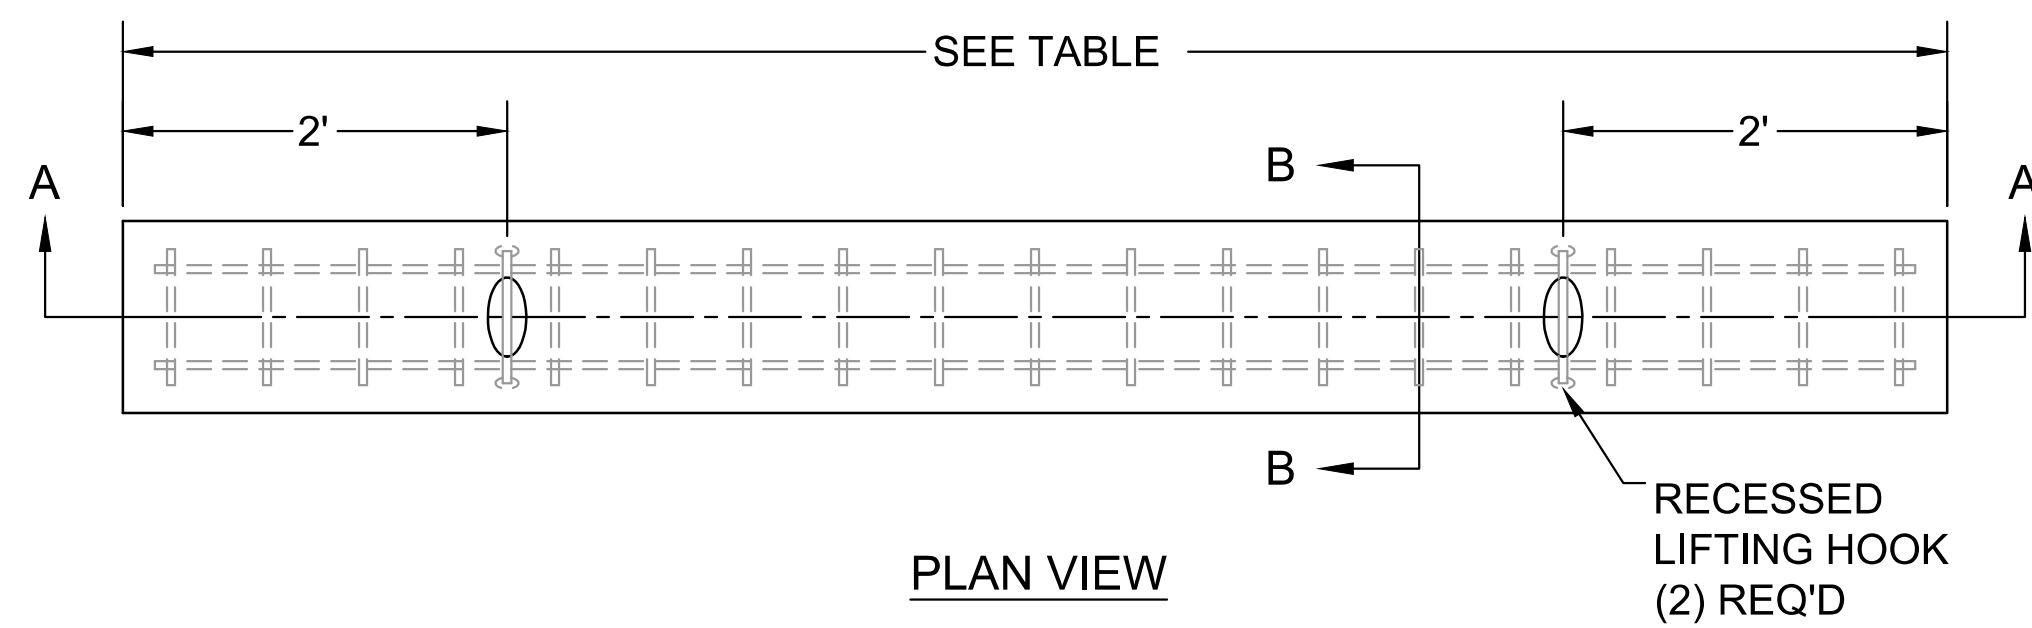 SEE TABLE
2'
2'
B
A
A
B
RECESSED
LIFTING HOOK
(2) REQ'D
PLAN VIEW